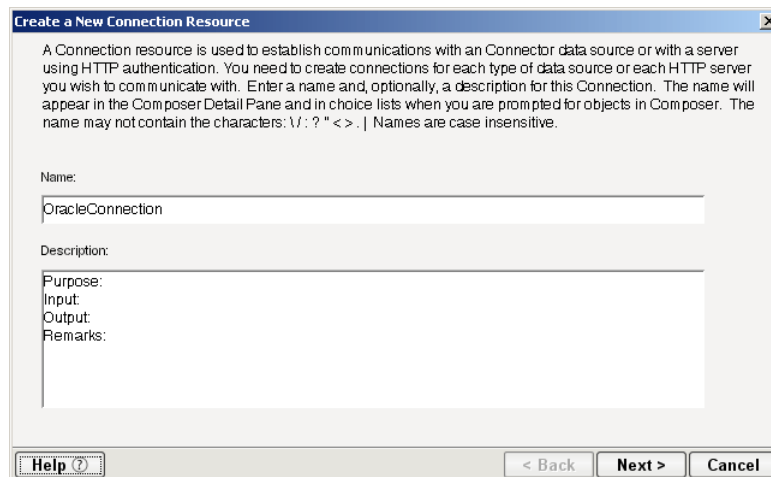 Create a New Connection Resource
A Connection resource is used to establish communications with an Connector data source or with a server
using HTTP authentication. You need to create connections for each type of data source or each HTTP server
you wish to communicate with. Enter a name and, optionally, a description for this Connection. The name will
appear in the Composer Detail Pane and in choice lists when you are prompted for objects in Composer. The
name may not contain the characters: \ / : ? " < > . | Names are case insensitive.
Name:
OracleConnection
Description:
Purpose:
Input:
Output:
Remarks:
Help ? < Back Next > Cancel